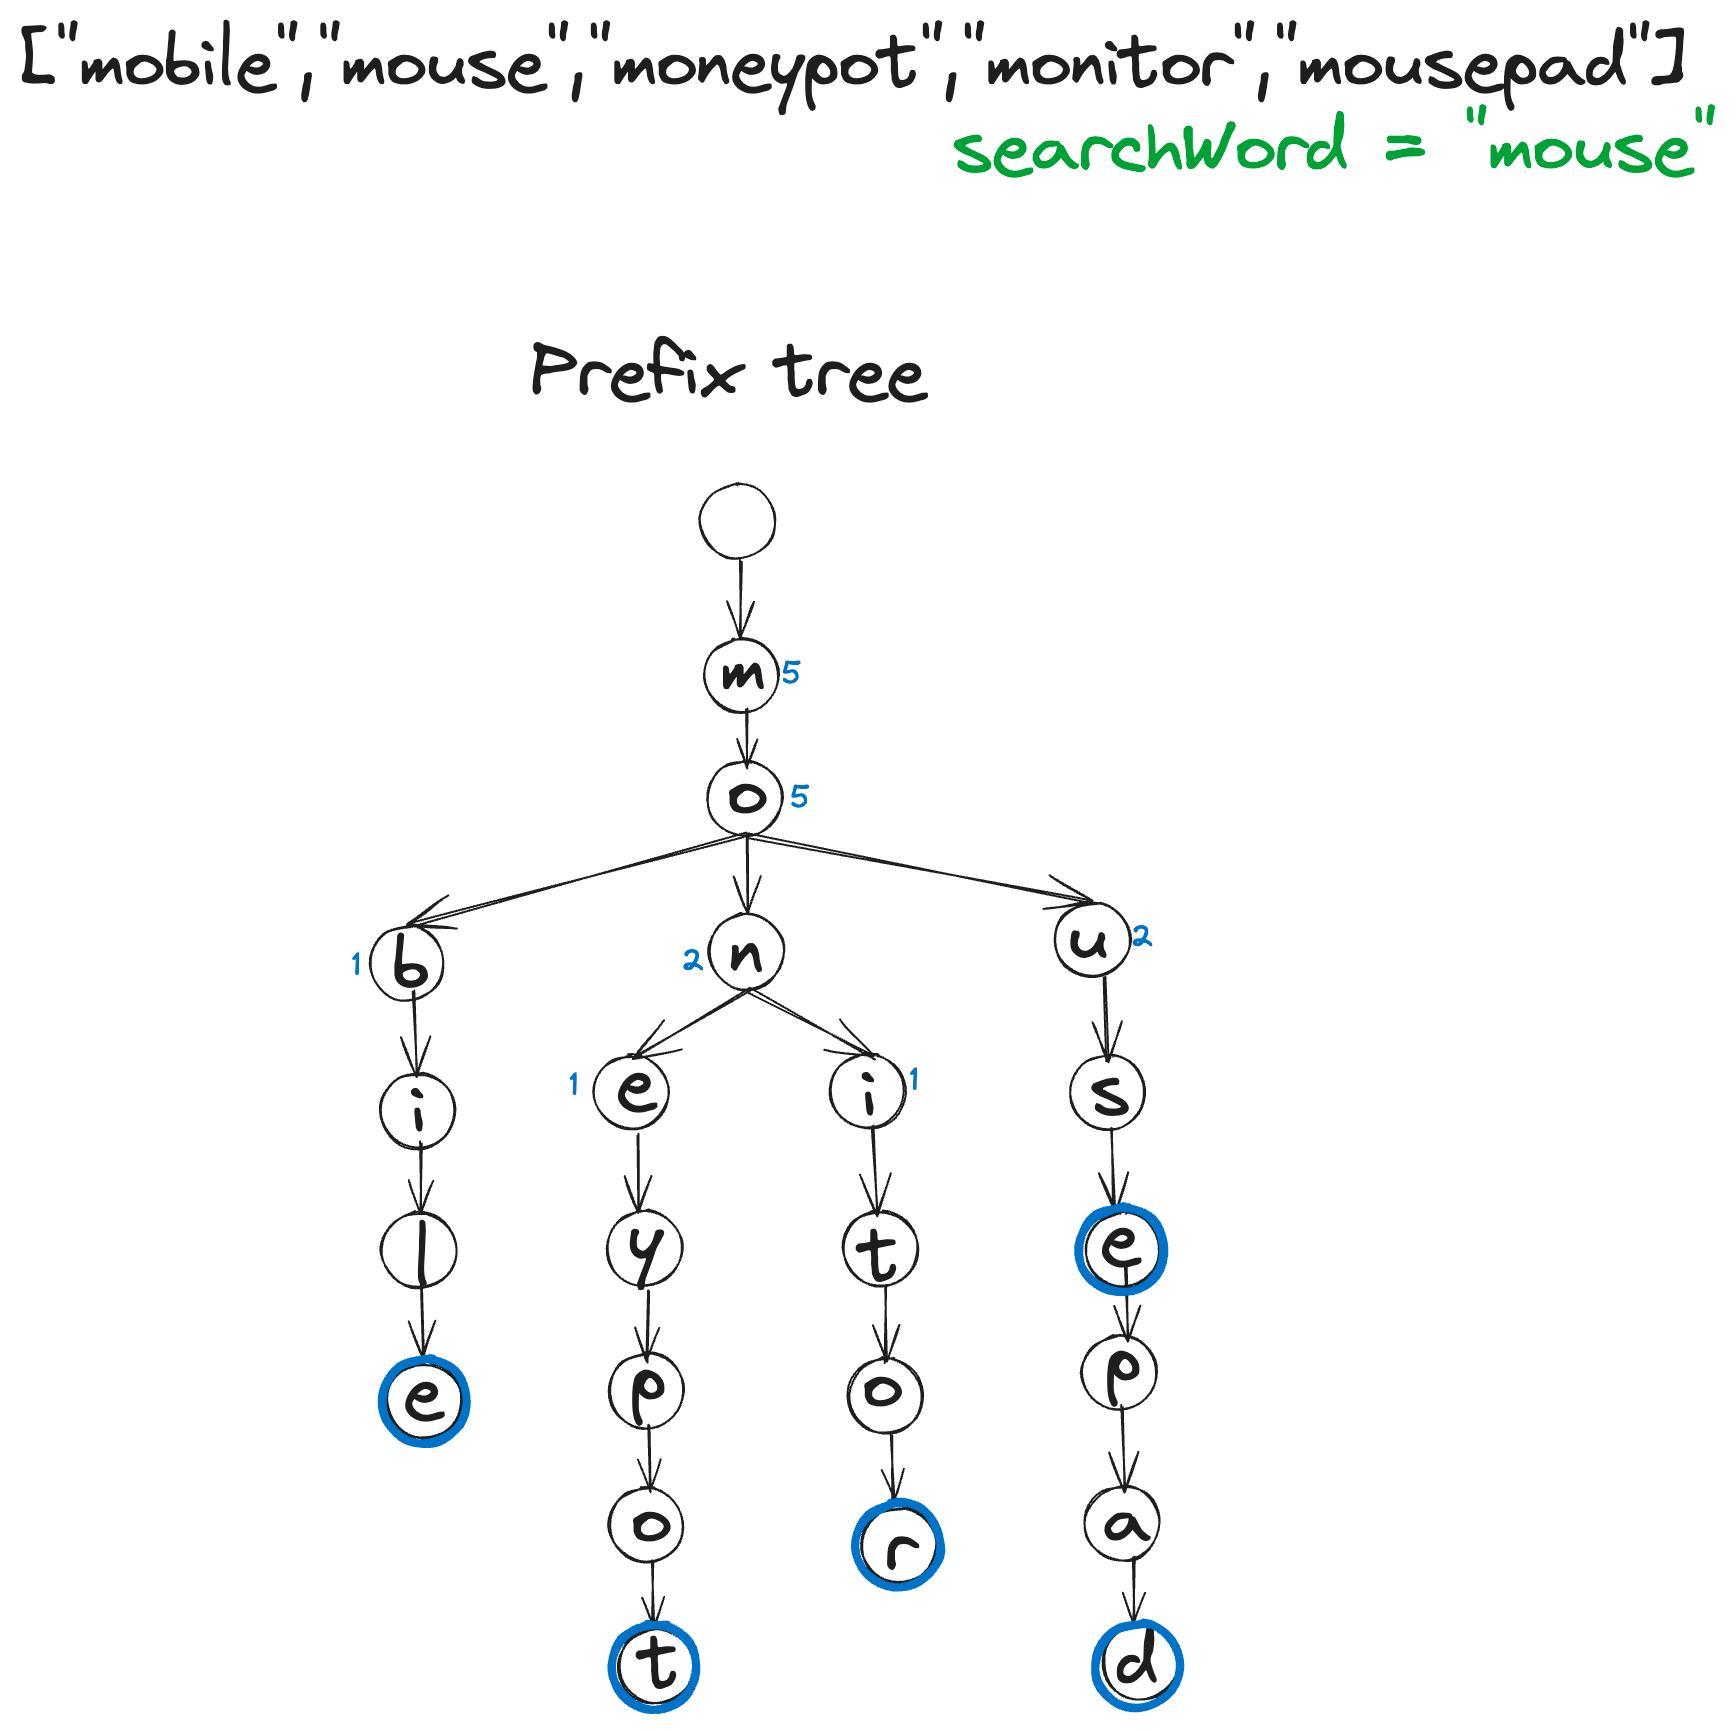 ["mobile","mouse","moneypot","monitor","mousepad"]
searchWord = "mouse"
Prefix tree
m 5
o 5
1 b
2 n
u 2
1 e
i 1
s
i
l
y
t
e
e
p
o
p
o
r
a
t
d